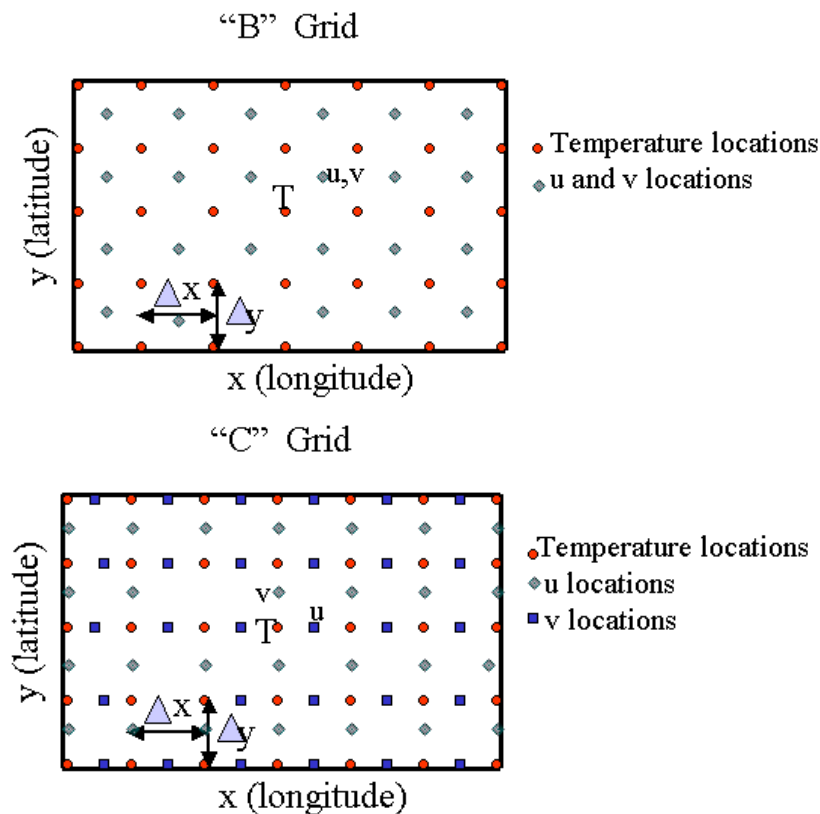 “B” Grid
y (latitude)
Temperature locations
u and v locations
u,v
T
Δx
Δy
x (longitude)
“C” Grid
y (latitude)
Temperature locations
u locations
v locations
v
u
T
Δx
Δy
x (longitude)